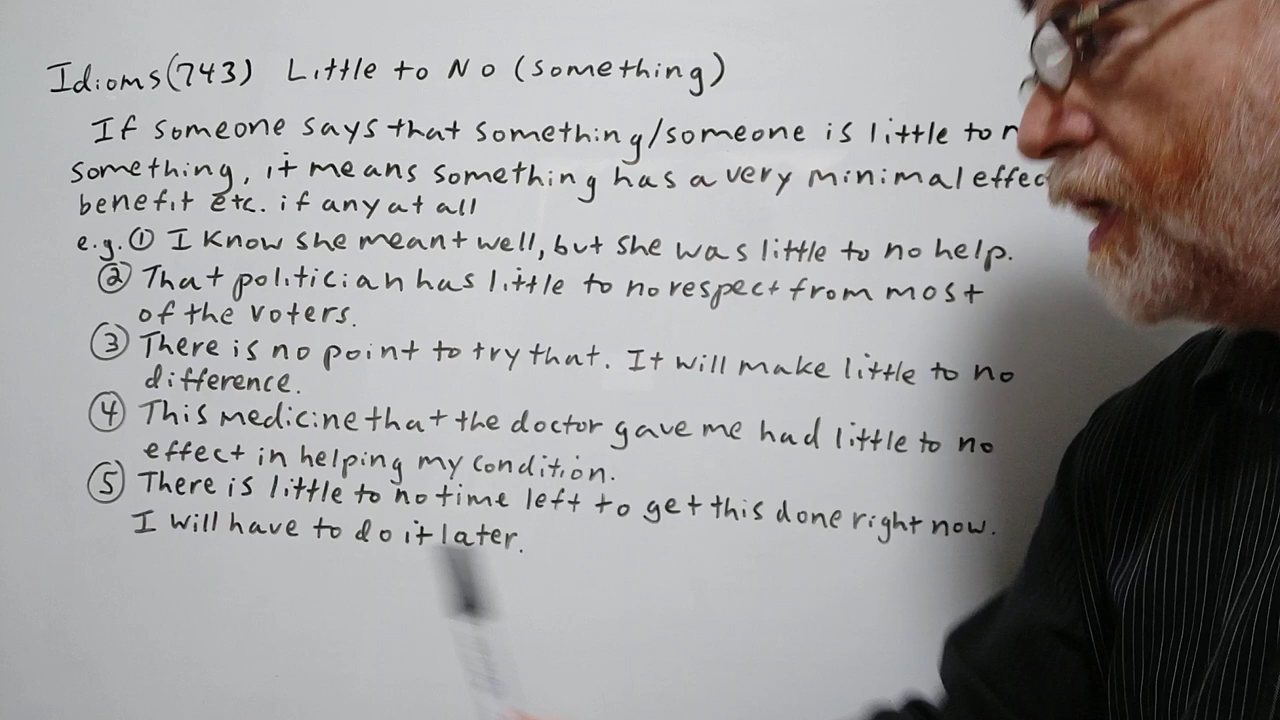 Idioms(743) Little to No (something)
If someone says that something/someone is little to
something, it means something has a very minimal
benefit etc. if any at all
e.g. ① I know she meant well, but she was little to no help.
② That politician has little to no respect from most
of the voters.
③ There is no point to try that. It will make little to no
difference.
④ This medicine that the doctor gave me had little to no
effect in helping my condition.
⑤ There is little to no time left to get this done right now.
I will have to do it later.